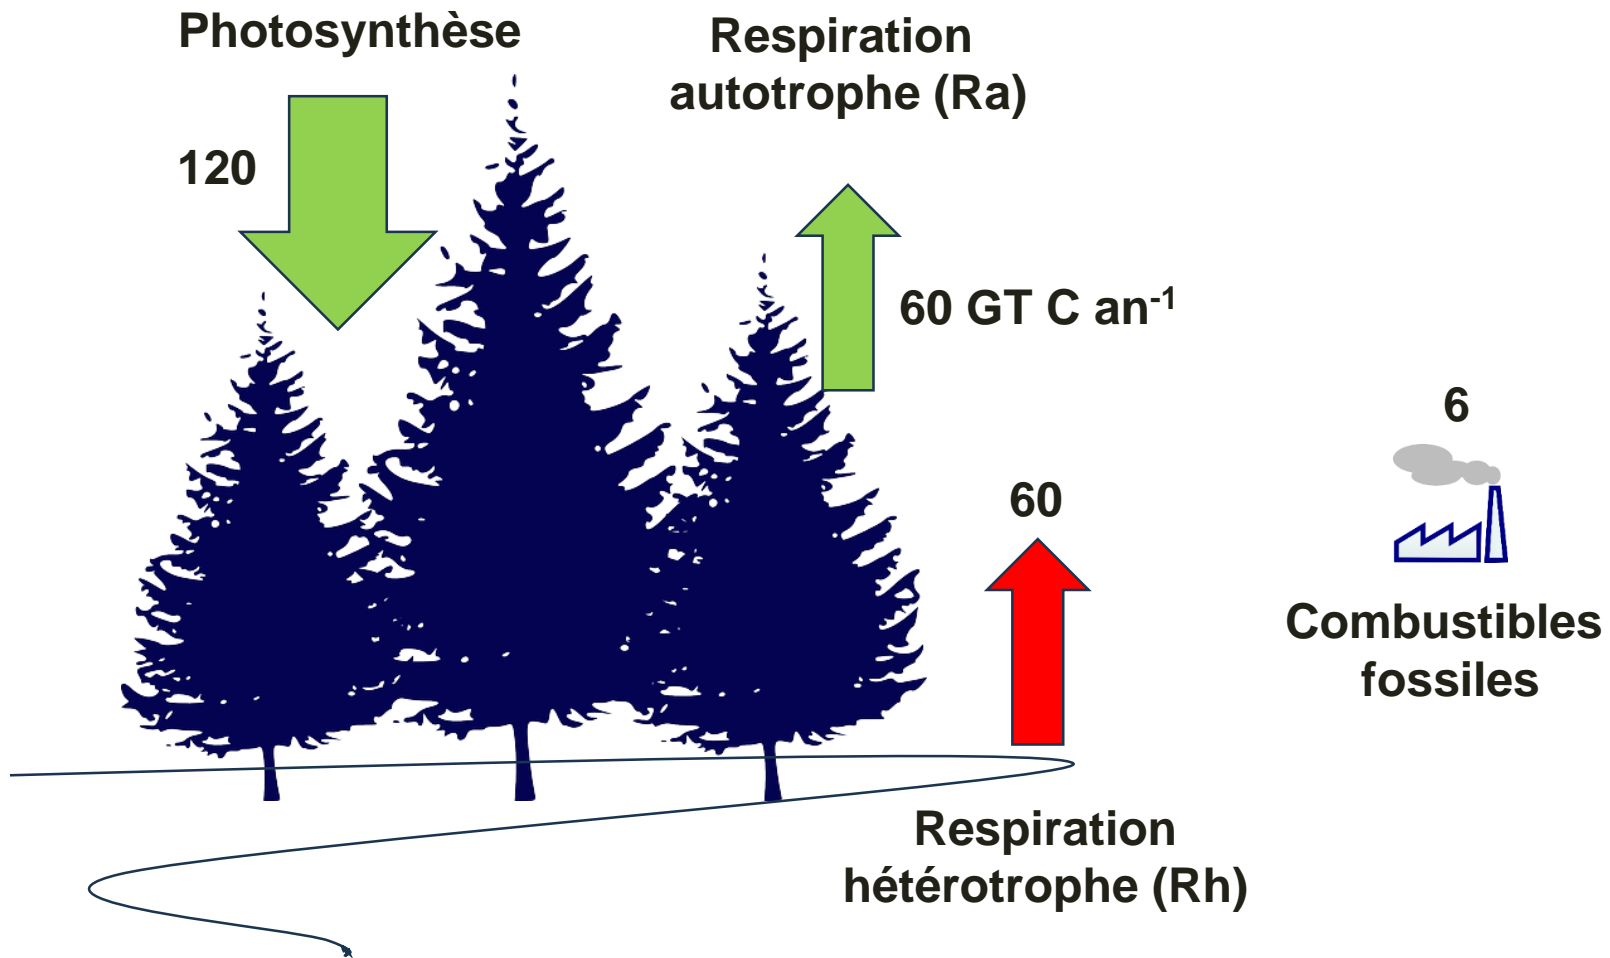 Photosynthèse
120
Respiration
autotrophe (Ra)
60 GT C an⁻¹
60
6
Combustibles
fossiles
Respiration
hétérotrophe (Rh)